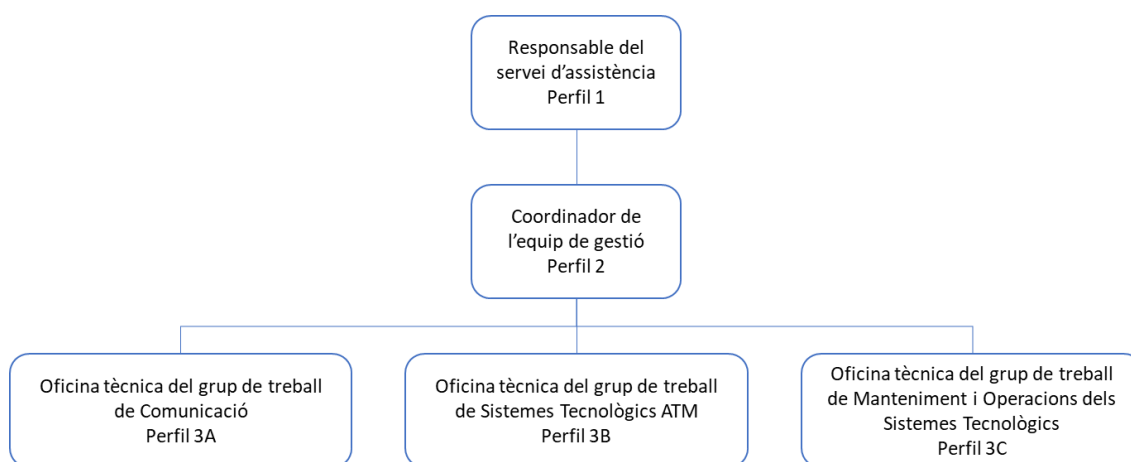 Responsable del
servei d'assistència
Perfil 1
Coordinador de
l'equip de gestió
Perfil 2
Oficina tècnica del grup de treball
de Comunicació
Perfil 3A
Oficina tècnica del grup de treball
de Sistemes Tecnològics ATM
Perfil 3B
Oficina tècnica del grup de treball
de Manteniment i Operacions dels
Sistemes Tecnològics
Perfil 3C